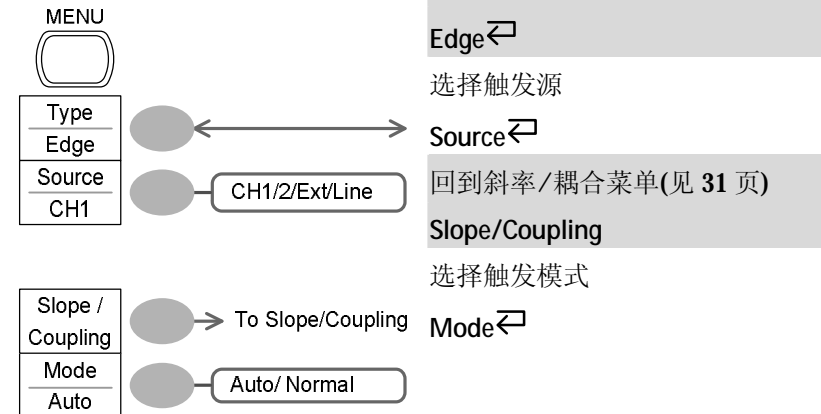 MENU
Type
Edge
Source
CH1
CH1/2/Ext/Line
Slope /
Coupling
To Slope/Coupling
Mode
Auto
Auto/ Normal
Edge
选择触发源
Source
回到斜率/耦合菜单(见 31 页)
Slope/Coupling
选择触发模式
Mode